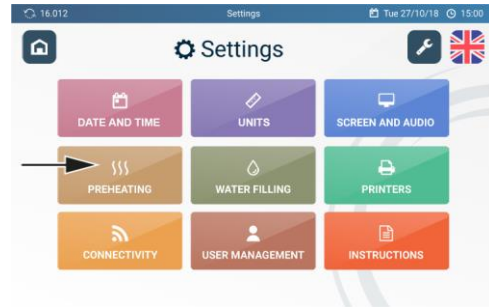 16.012 Settings Tue 27/10/18 15:00
Settings
DATE AND TIME UNITS SCREEN AND AUDIO
PREHEATING WATER FILLING PRINTERS
CONNECTIVITY USER MANAGEMENT INSTRUCTIONS